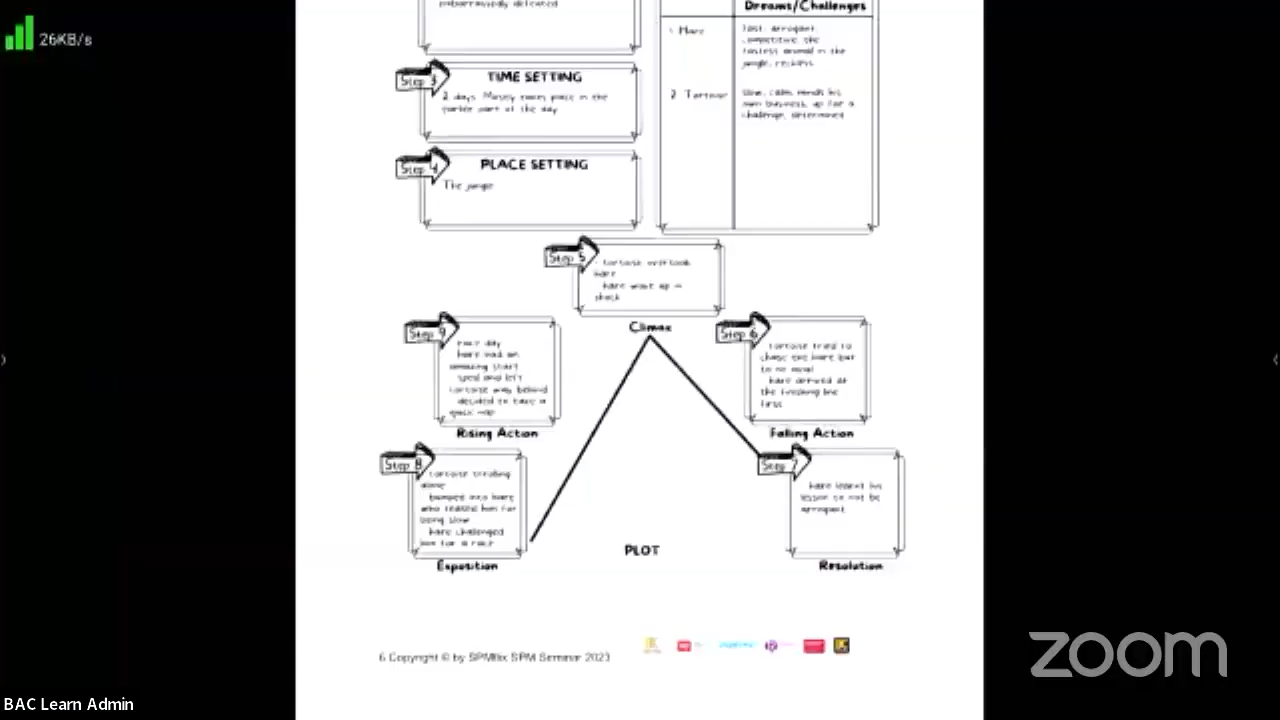 26KB/s
embarrassedly defeated
Dreams/Challenges
1. Hare
fast, arrogant,
competitive, the
fastest animal in the
jungle, reckless
2. Tortoise
slow, calm, minds his
own business, up for a
challenge, determined
Step 3
TIME SETTING
2 days. Mostly takes place in the
earlier part of the day
Step 4
PLACE SETTING
The jungle
Step 5
- tortoise overtook
hare
hare woke up in
shock
Climax
Step 9
race day
hare had an
amazing start
sped and left
tortoise way behind
decided to take a
quick nap
Rising Action
Step 6
tortoise tried to
chase the hare but
to no avail
hare arrived at
the finishing line
first
Falling Action
Step 8
tortoise strolling
alone
bumped into hare
who teased him for
being slow
hare challenged
him for a race
Exposition
Step 7
hare learnt his
lesson to not be
arrogant
Resolution
PLOT
6 Copyright © by SPMflix SPM Seminar 2023
zoom
BAC Learn Admin